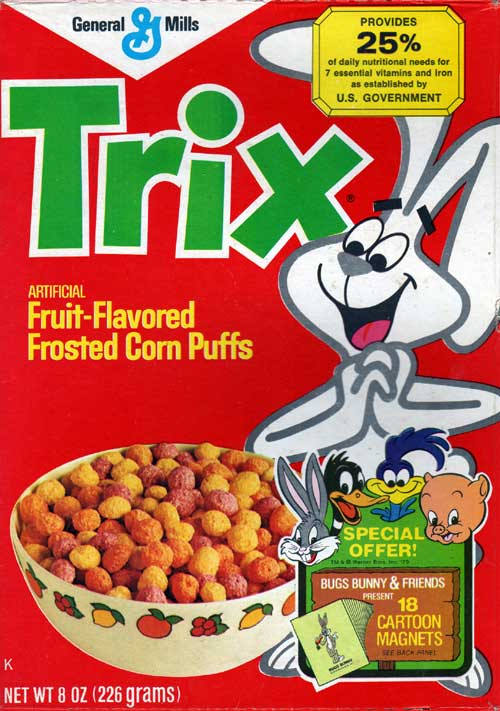 General Mills
PROVIDES
25%
of daily nutritional needs for
7 essential vitamins and iron
as established by
U.S. GOVERNMENT
Trix®
ARTIFICIAL
Fruit-Flavored
Frosted Corn Puffs
SPECIAL
OFFER!
TM & © Warner Bros. Inc. '79
BUGS BUNNY & FRIENDS
PRESENT
18
CARTOON
MAGNETS
SEE BACK PANEL
BUGS BUNNY
K
NET WT 8 OZ (226 grams)